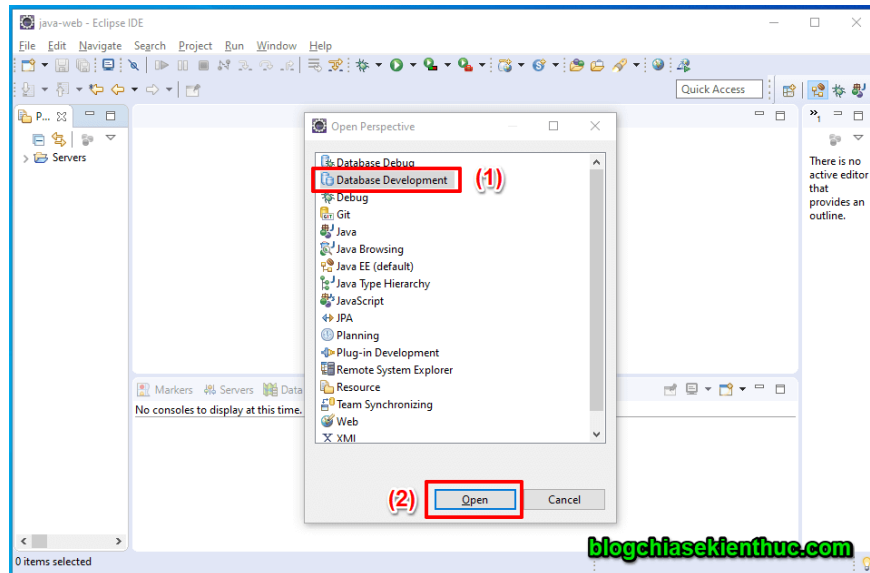 java-web - Eclipse IDE
File Edit Navigate Search Project Run Window Help
Quick Access
P...
Servers
Open Perspective
Database Debug
Database Development
(1)
Debug
Git
Java
Java Browsing
Java EE (default)
Java Type Hierarchy
JavaScript
JPA
Planning
Plug-in Development
Remote System Explorer
Resource
Team Synchronizing
Web
XML
(2)
Open Cancel
»1
There is no
active editor
that
provides an
outline.
Markers Servers Data
No consoles to display at this time.
blogchiasekienthuc.com
0 items selected